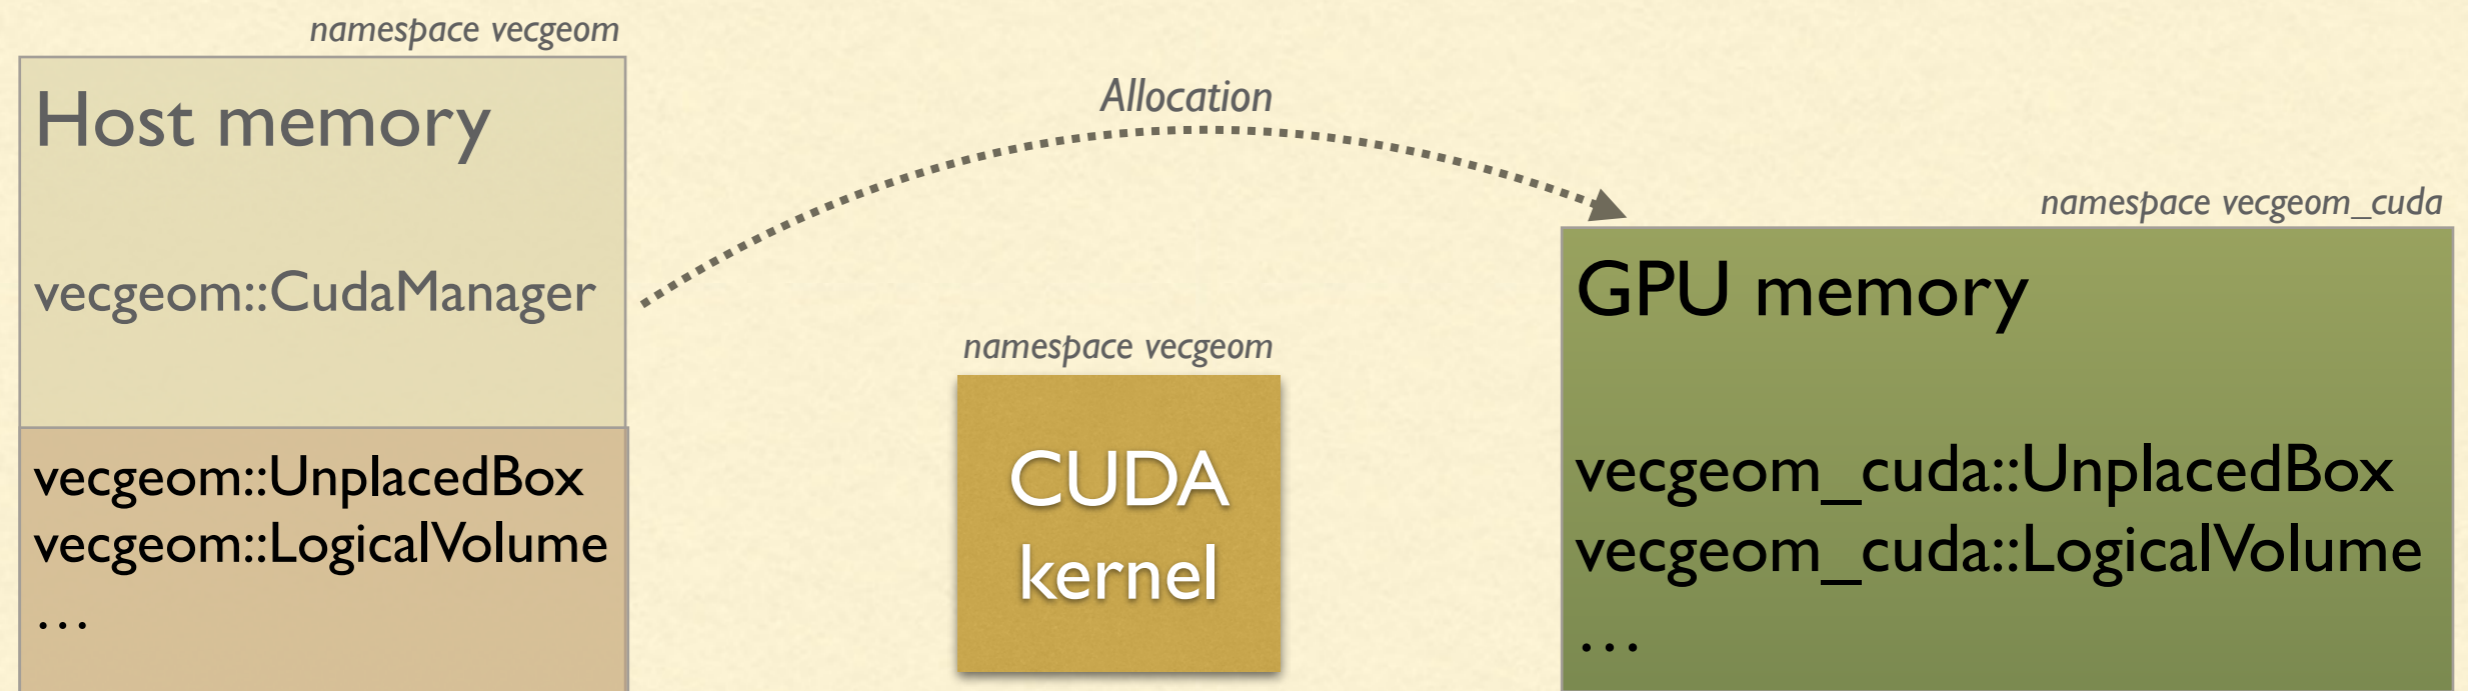 namespace vecgeom
Host memory
vecgeom::CudaManager
vecgeom::UnplacedBox
vecgeom::LogicalVolume
…
Allocation
namespace vecgeom
CUDA
kernel
namespace vecgeom_cuda
GPU memory
vecgeom_cuda::UnplacedBox
vecgeom_cuda::LogicalVolume
…